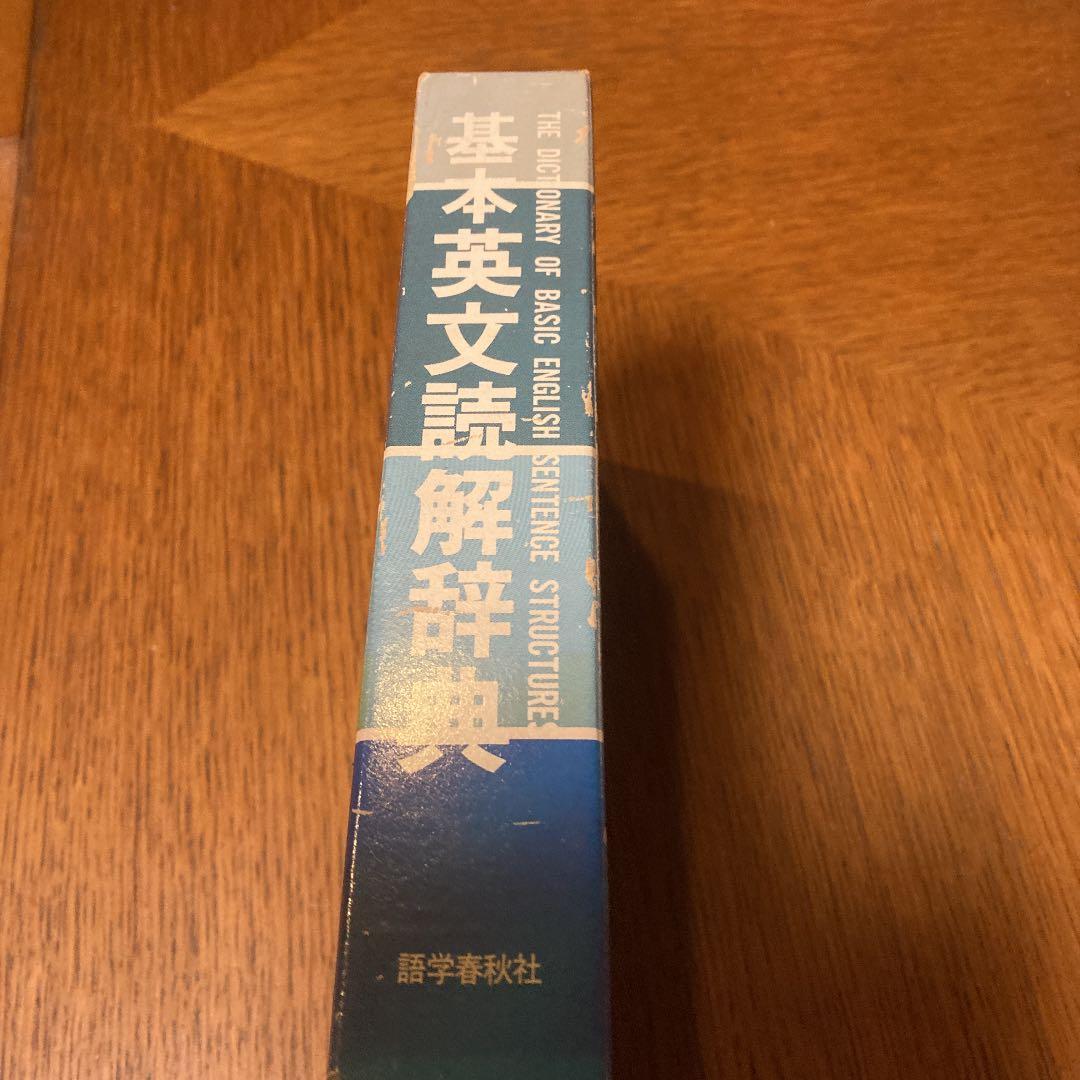 基本英文読解辞典
THE DICTIONARY OF BASIC ENGLISH SENTENCE STRUCTURES
語学春秋社